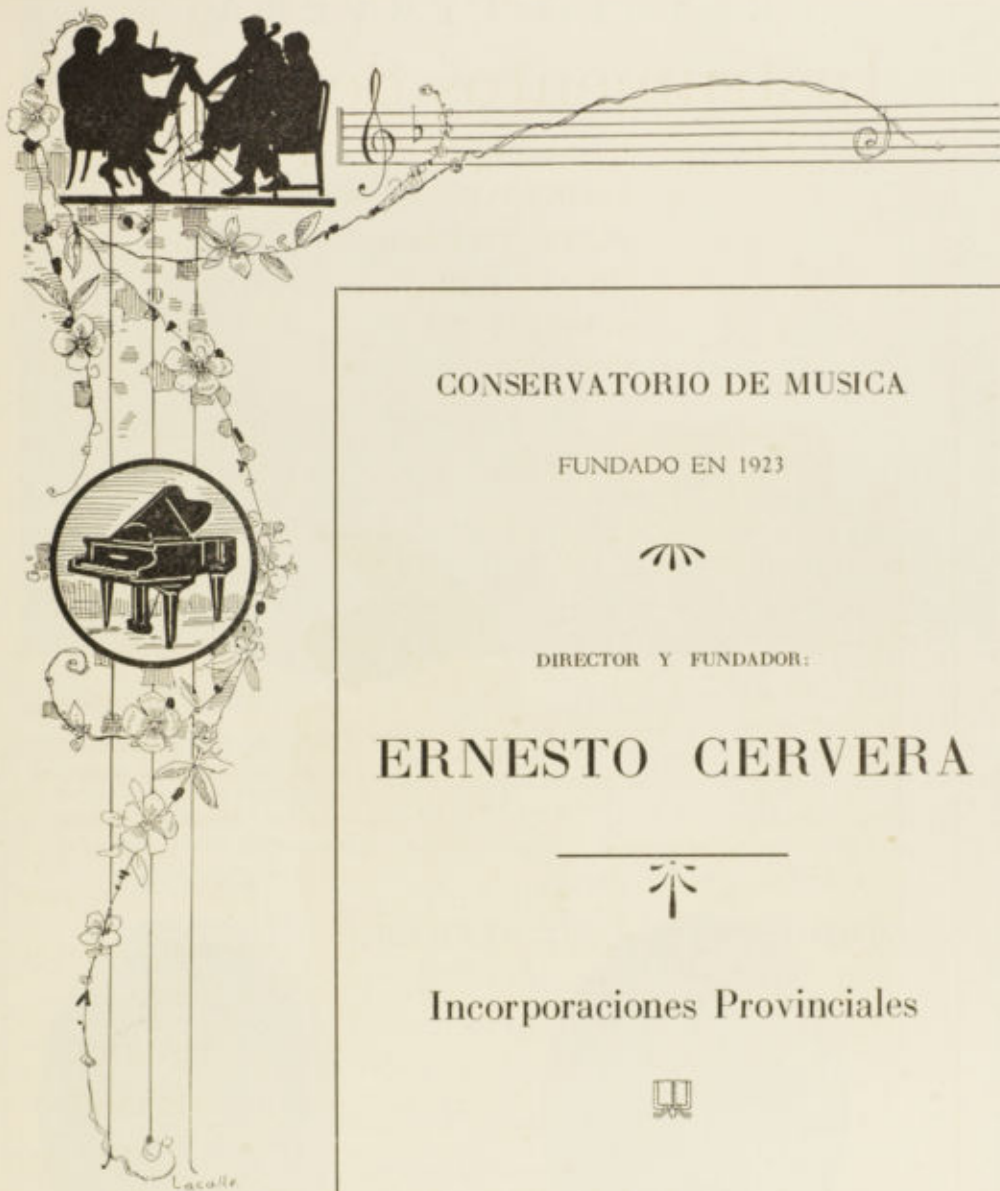 CONSERVATORIO DE MUSICA
FUNDADO EN 1923
DIRECTOR Y FUNDADOR:
ERNESTO CERVERA
Incorporaciones Provinciales
Lacalle